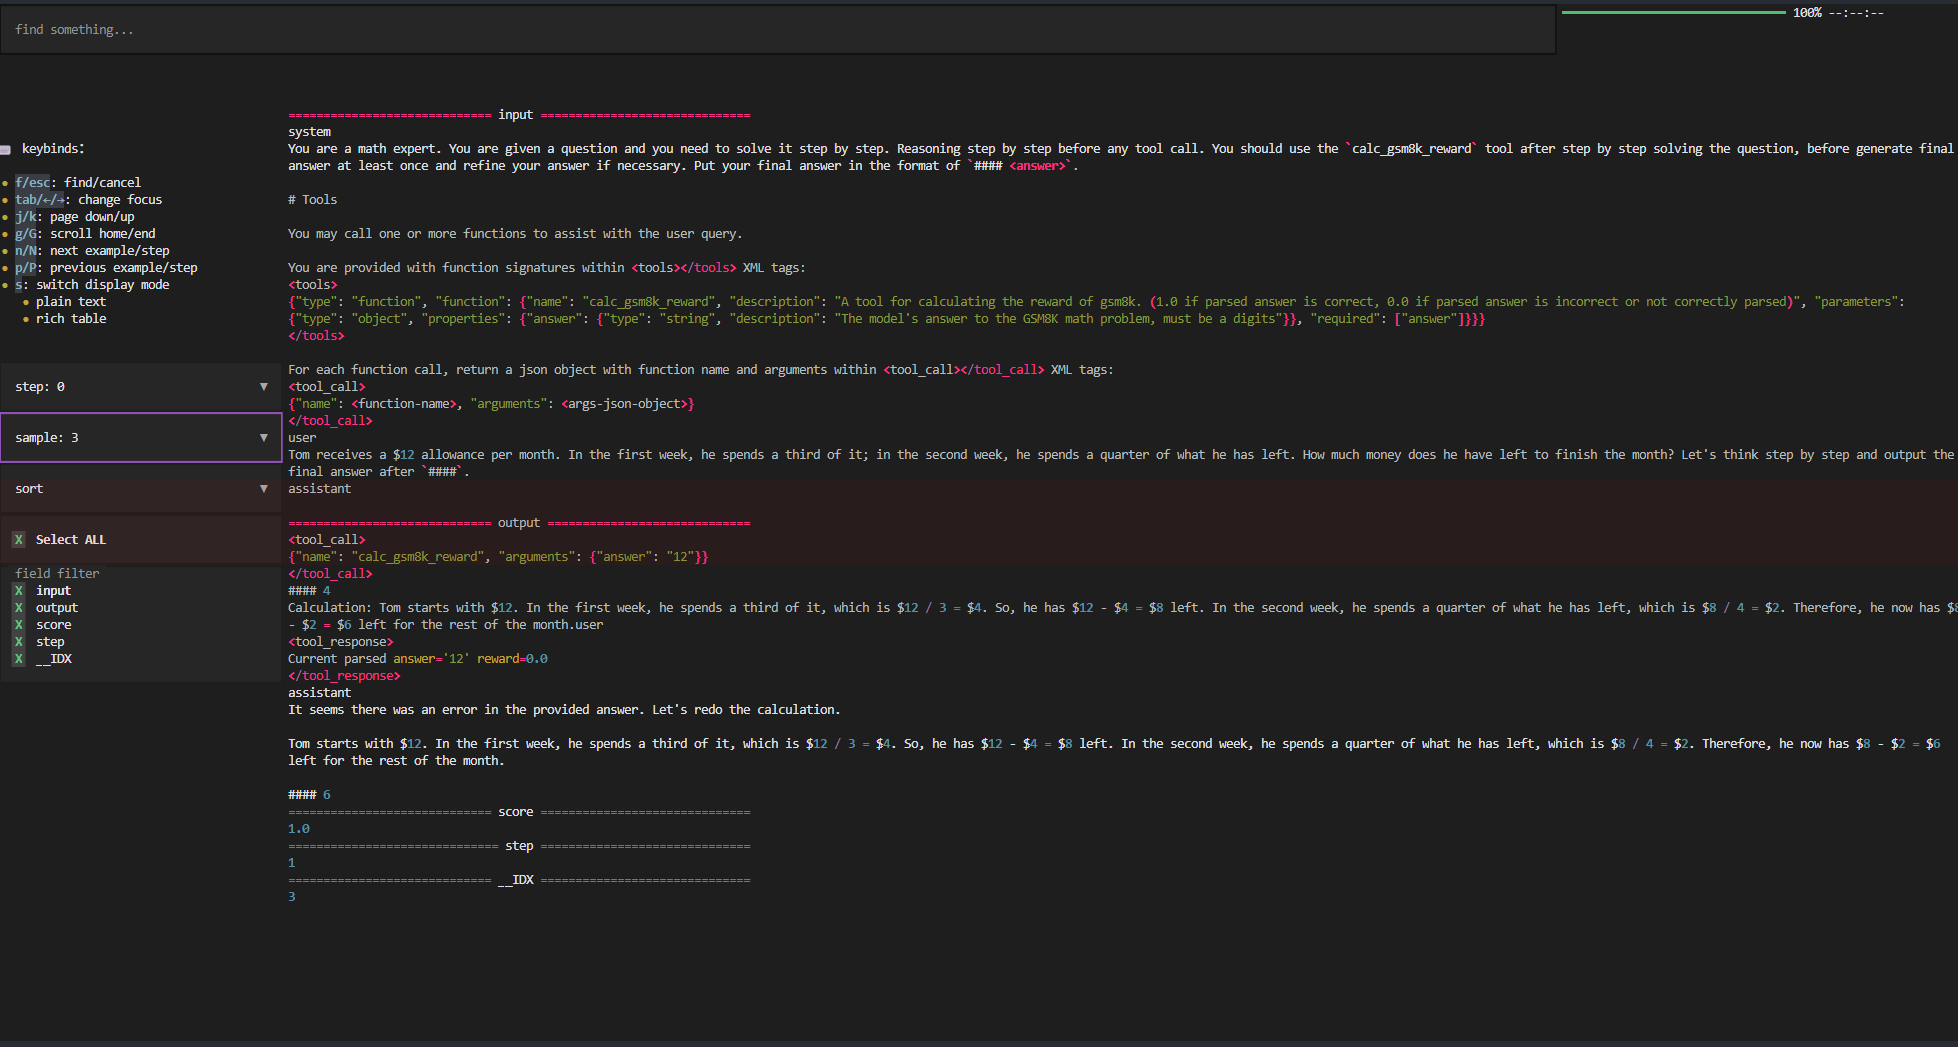 find something...
100% --:--:--
keybinds:
f/esc: find/cancel
tab/←/→: change focus
j/k: page down/up
g/G: scroll home/end
n/N: next example/step
p/P: previous example/step
s: switch display mode
plain text
rich table
step: 0 ▼
sample: 3 ▼
sort ▼
X Select ALL
field filter
X input
X output
X score
X step
X __IDX
============================= input ==============================
system
You are a math expert. You are given a question and you need to solve it step by step. Reasoning step by step before any tool call. You should use the `calc_gsm8k_reward` tool after step by step solving the question, before generate final
answer at least once and refine your answer if necessary. Put your final answer in the format of `#### <answer>`.
# Tools
You may call one or more functions to assist with the user query.
You are provided with function signatures within <tools></tools> XML tags:
<tools>
{"type": "function", "function": {"name": "calc_gsm8k_reward", "description": "A tool for calculating the reward of gsm8k. (1.0 if parsed answer is correct, 0.0 if parsed answer is incorrect or not correctly parsed)", "parameters":
{"type": "object", "properties": {"answer": {"type": "string", "description": "The model's answer to the GSM8K math problem, must be a digits"}}, "required": ["answer"]}}}
</tools>
For each function call, return a json object with function name and arguments within <tool_call></tool_call> XML tags:
<tool_call>
{"name": <function-name>, "arguments": <args-json-object>}
</tool_call>
user
Tom receives a $12 allowance per month. In the first week, he spends a third of it; in the second week, he spends a quarter of what he has left. How much money does he have left to finish the month? Let's think step by step and output the
final answer after `####`.
assistant
============================= output =============================
<tool_call>
{"name": "calc_gsm8k_reward", "arguments": {"answer": "12"}}
</tool_call>
#### 4
Calculation: Tom starts with $12. In the first week, he spends a third of it, which is $12 / 3 = $4. So, he has $12 - $4 = $8 left. In the second week, he spends a quarter of what he has left, which is $8 / 4 = $2. Therefore, he now has $8
- $2 = $6 left for the rest of the month.user
<tool_response>
Current parsed answer='12' reward=0.0
</tool_response>
assistant
It seems there was an error in the provided answer. Let's redo the calculation.
Tom starts with $12. In the first week, he spends a third of it, which is $12 / 3 = $4. So, he has $12 - $4 = $8 left. In the second week, he spends a quarter of what he has left, which is $8 / 4 = $2. Therefore, he now has $8 - $2 = $6
left for the rest of the month.
#### 6
============================= score ==============================
1.0
============================== step ==============================
1
============================= __IDX ==============================
3